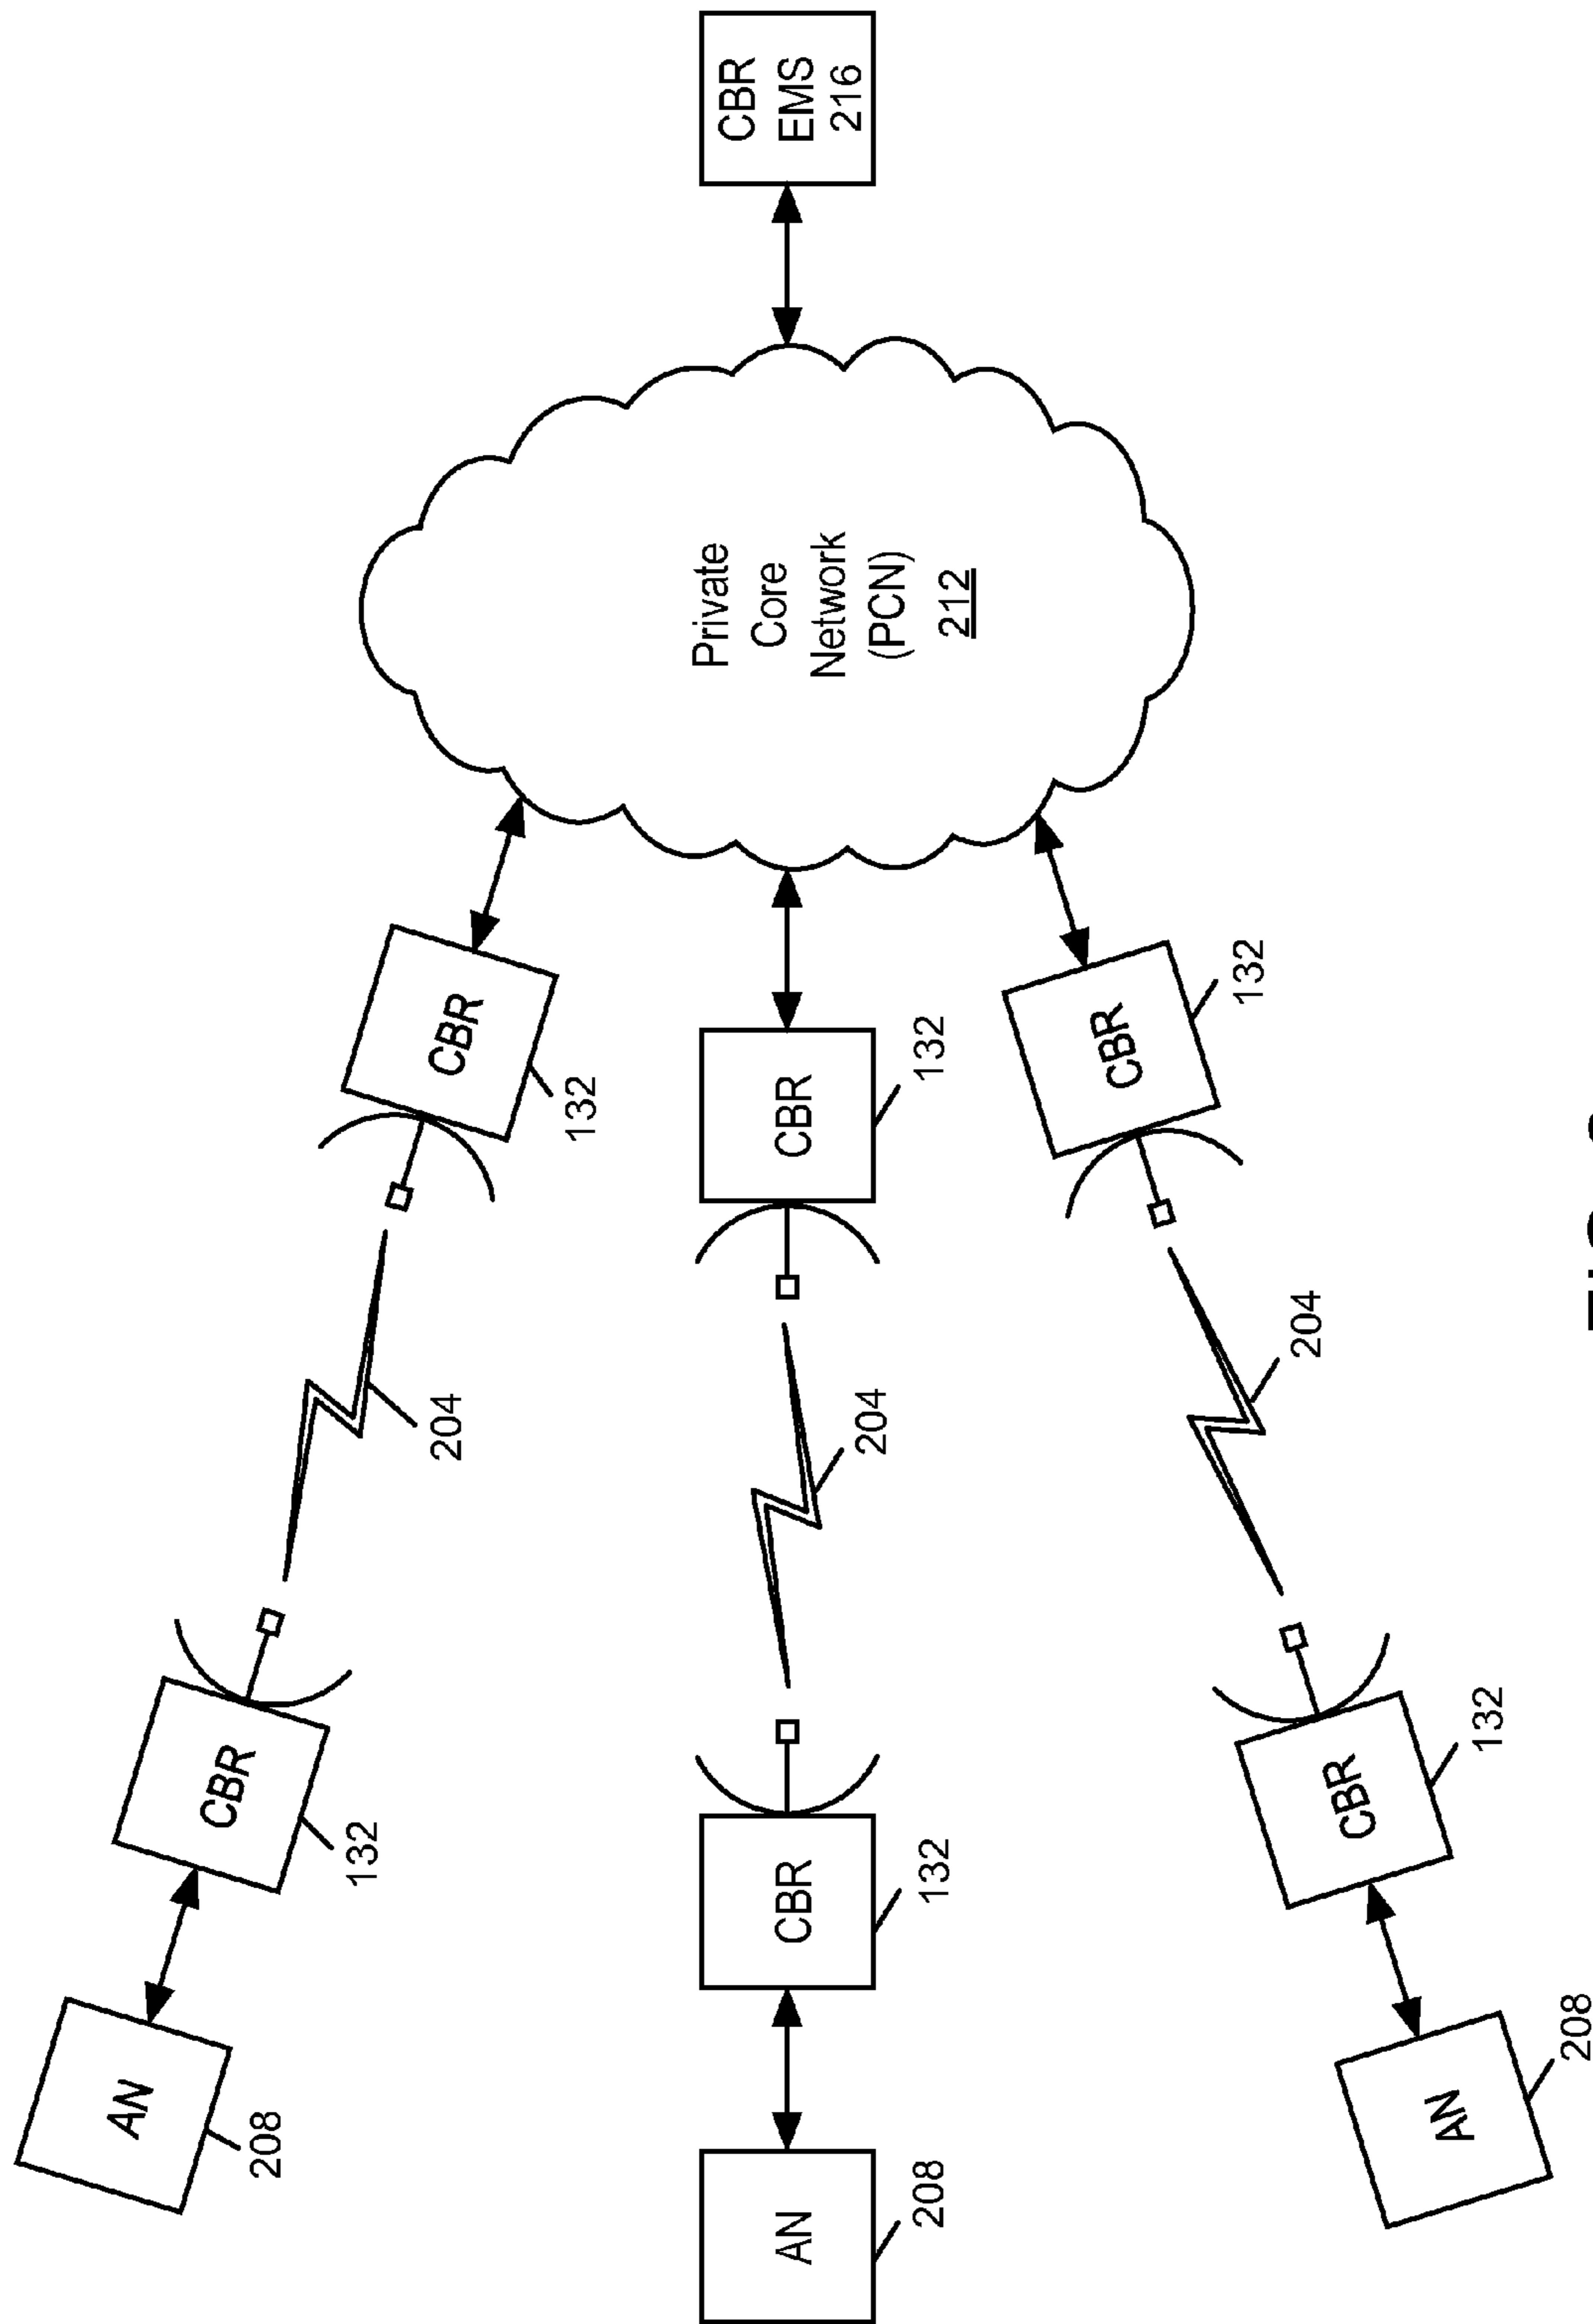 AN
208
CBR
132
204
CBR
132
AN
208
CBR
132
204
CBR
132
AN
208
CBR
132
204
CBR
132
Private
Core
Network
(PCN)
212
CBR
EMS
216